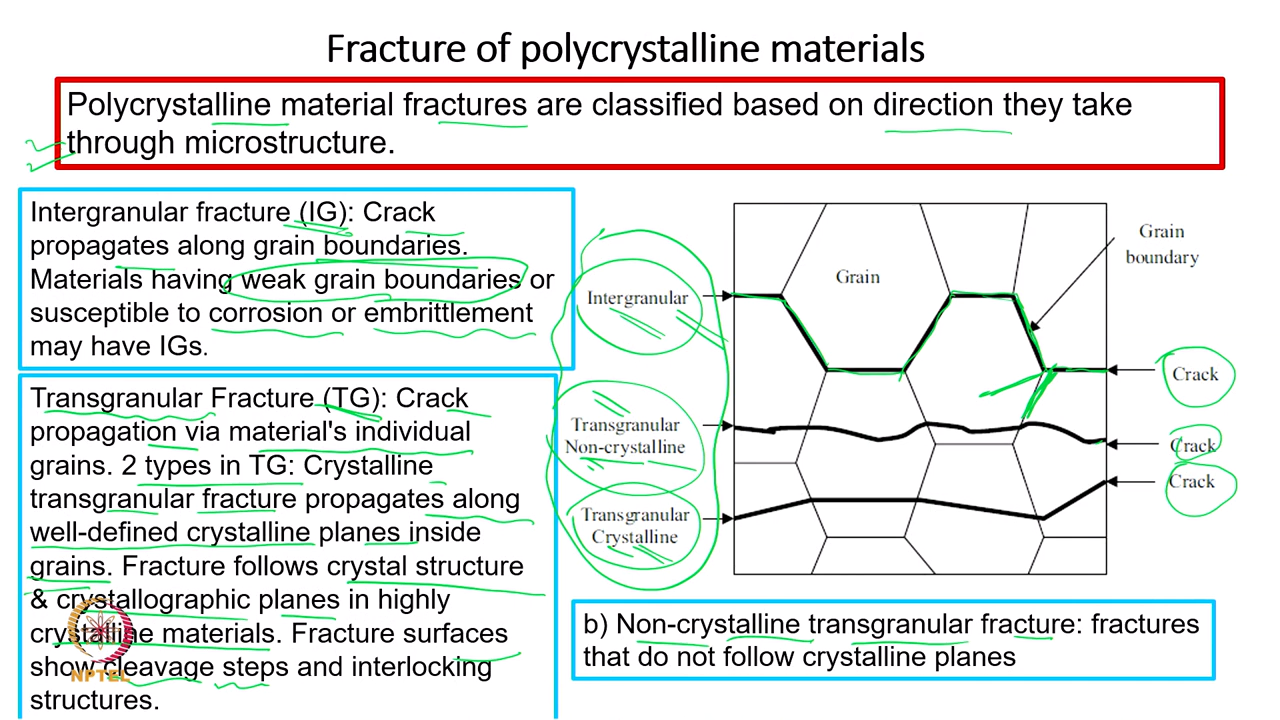 Fracture of polycrystalline materials
Polycrystalline material fractures are classified based on direction they take
through microstructure.
Intergranular fracture (IG): Crack
propagates along grain boundaries.
Materials having weak grain boundaries or
susceptible to corrosion or embrittlement
may have IGs.
Transgranular Fracture (TG): Crack
propagation via material's individual
grains. 2 types in TG: Crystalline
transgranular fracture propagates along
well-defined crystalline planes inside
grains. Fracture follows crystal structure
& crystallographic planes in highly
crystalline materials. Fracture surfaces
show cleavage steps and interlocking
structures.
NPTEL
Grain
boundary
Grain
Intergranular
Crack
Transgranular
Non-crystalline
Crack
Crack
Transgranular
Crystalline
b) Non-crystalline transgranular fracture: fractures
that do not follow crystalline planes